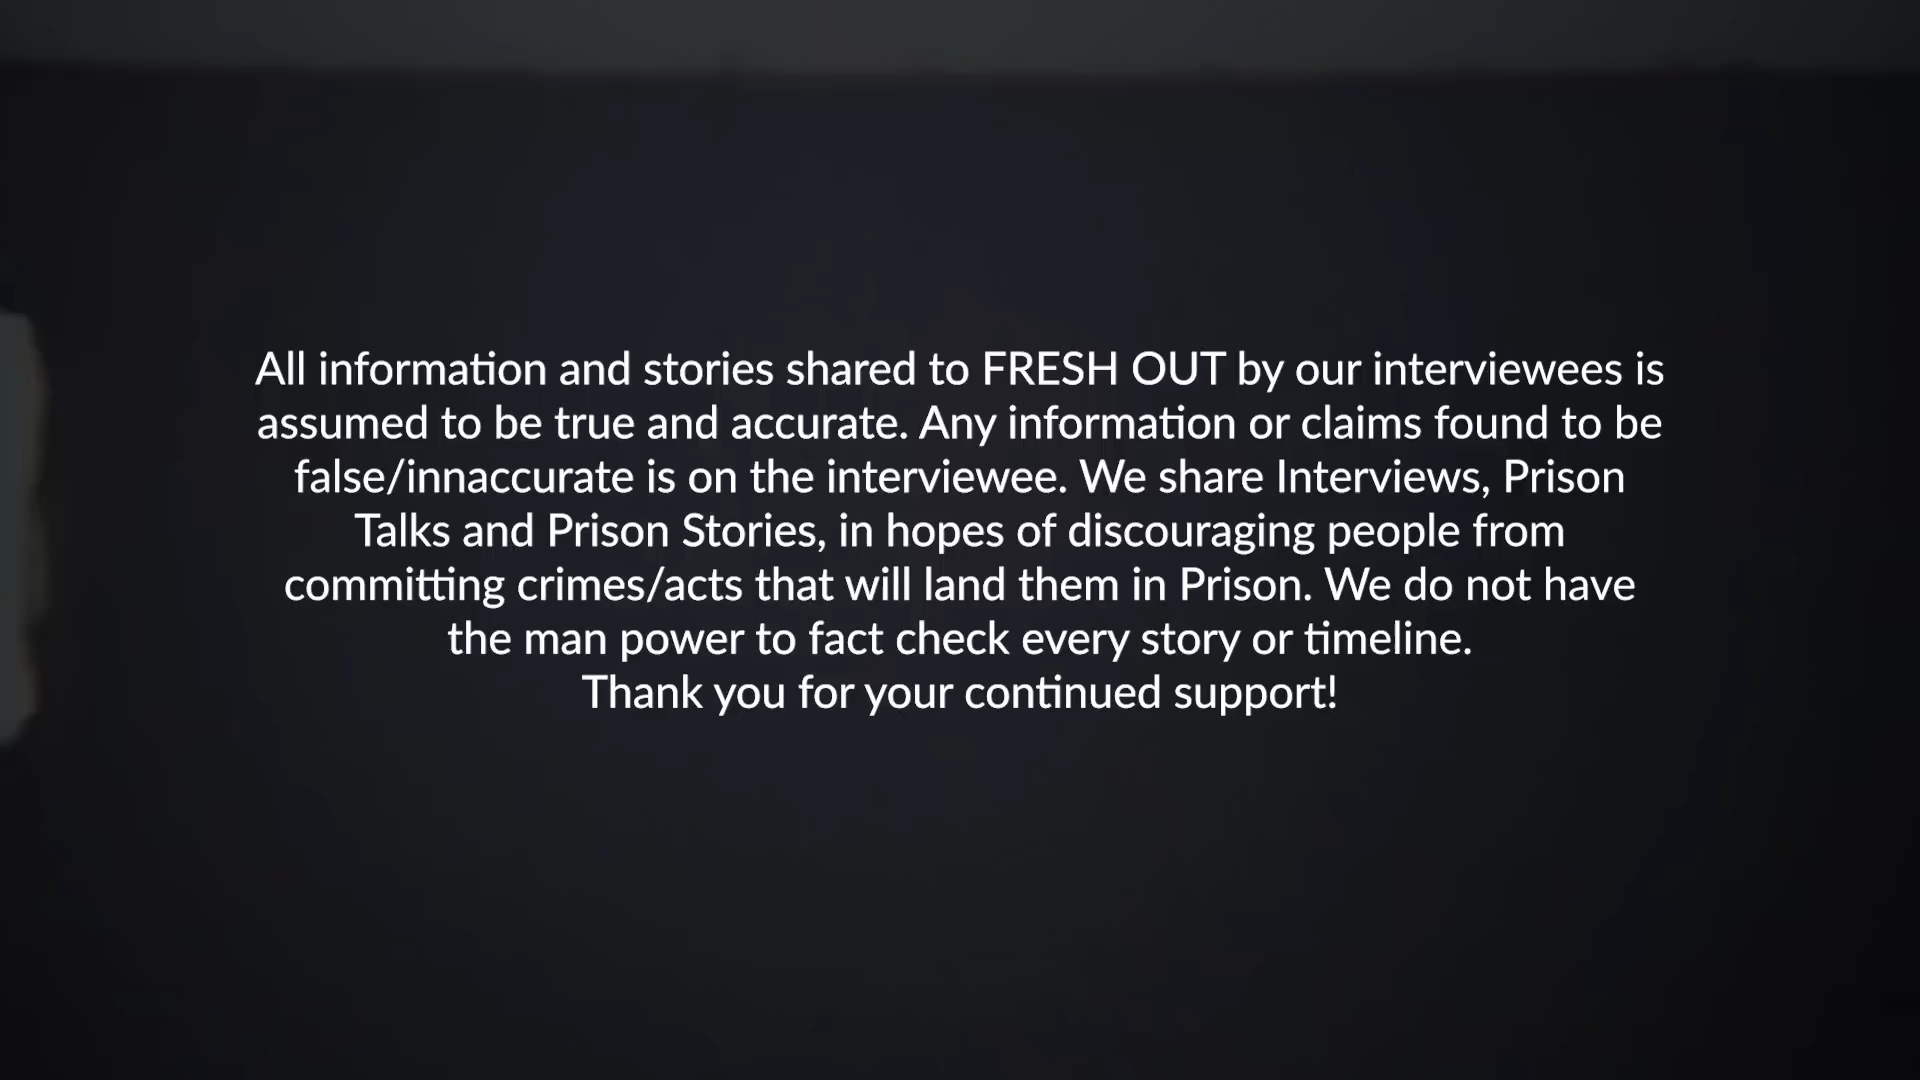 All information and stories shared to FRESH OUT by our interviewees is
assumed to be true and accurate. Any information or claims found to be
false/innaccurate is on the interviewee. We share Interviews, Prison
Talks and Prison Stories, in hopes of discouraging people from
committing crimes/acts that will land them in Prison. We do not have
the man power to fact check every story or timeline.
Thank you for your continued support!